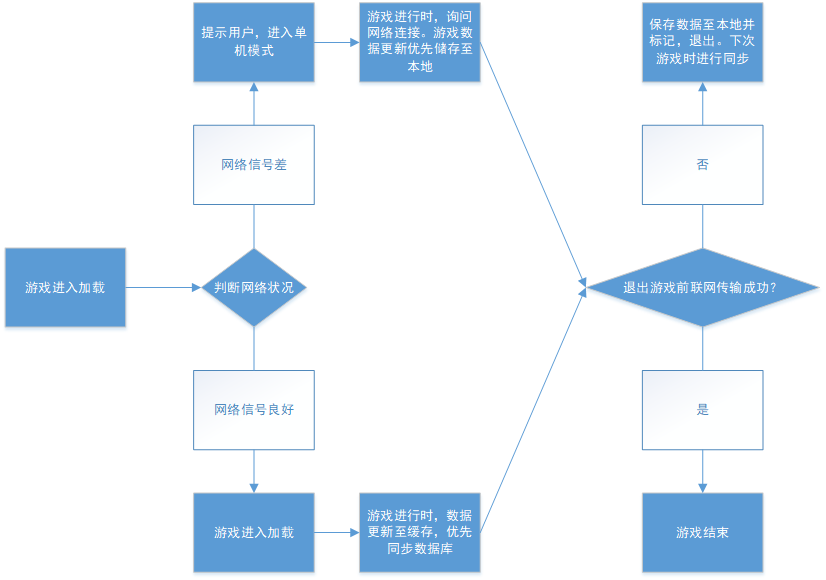 提示用户，进入单
机模式
游戏进行时，询问
网络连接。游戏数
据更新优先储存至
本地
保存数据至本地并
标记，退出。下次
游戏时进行同步
网络信号差
否
游戏进入加载
判断网络状况
退出游戏前联网传输成功？
网络信号良好
是
游戏进入加载
游戏进行时，数据
更新至缓存，优先
同步数据库
游戏结束